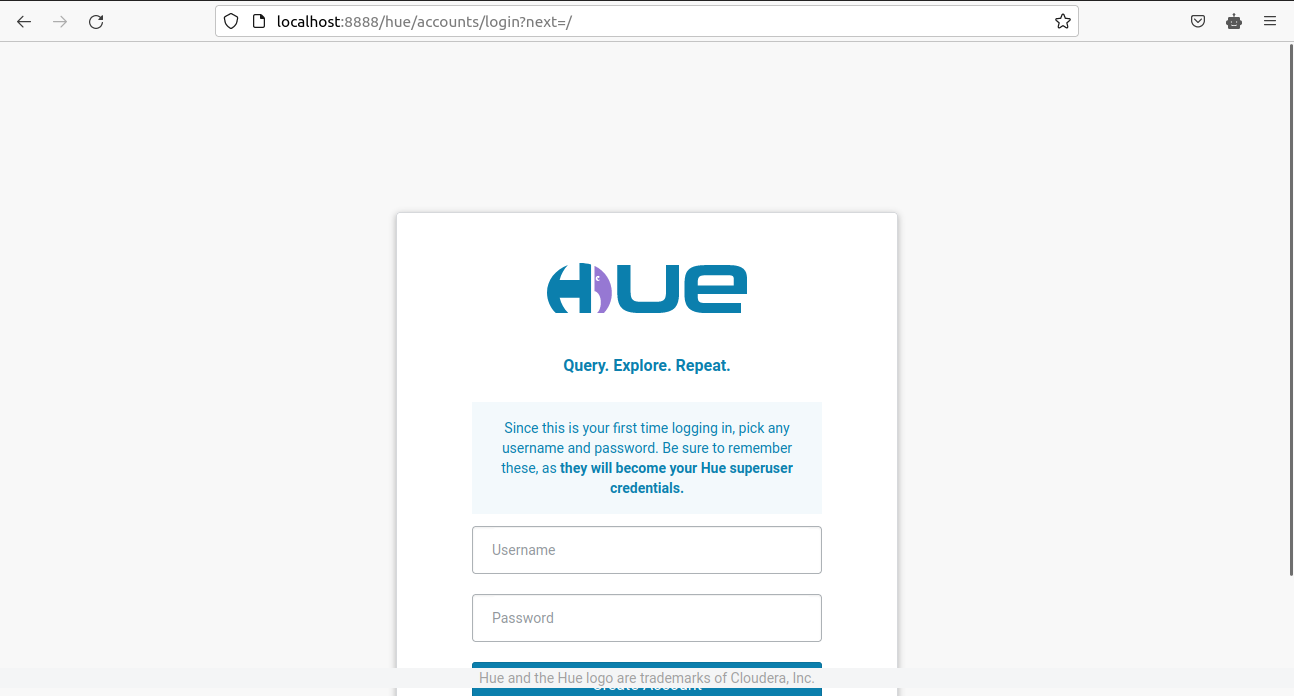 localhost:8888/hue/accounts/login?next=/
Hue
Query. Explore. Repeat.
Since this is your first time logging in, pick any
username and password. Be sure to remember
these, as they will become your Hue superuser
credentials.
Username
Password
Hue and the Hue logo are trademarks of Cloudera, Inc.
Create Account